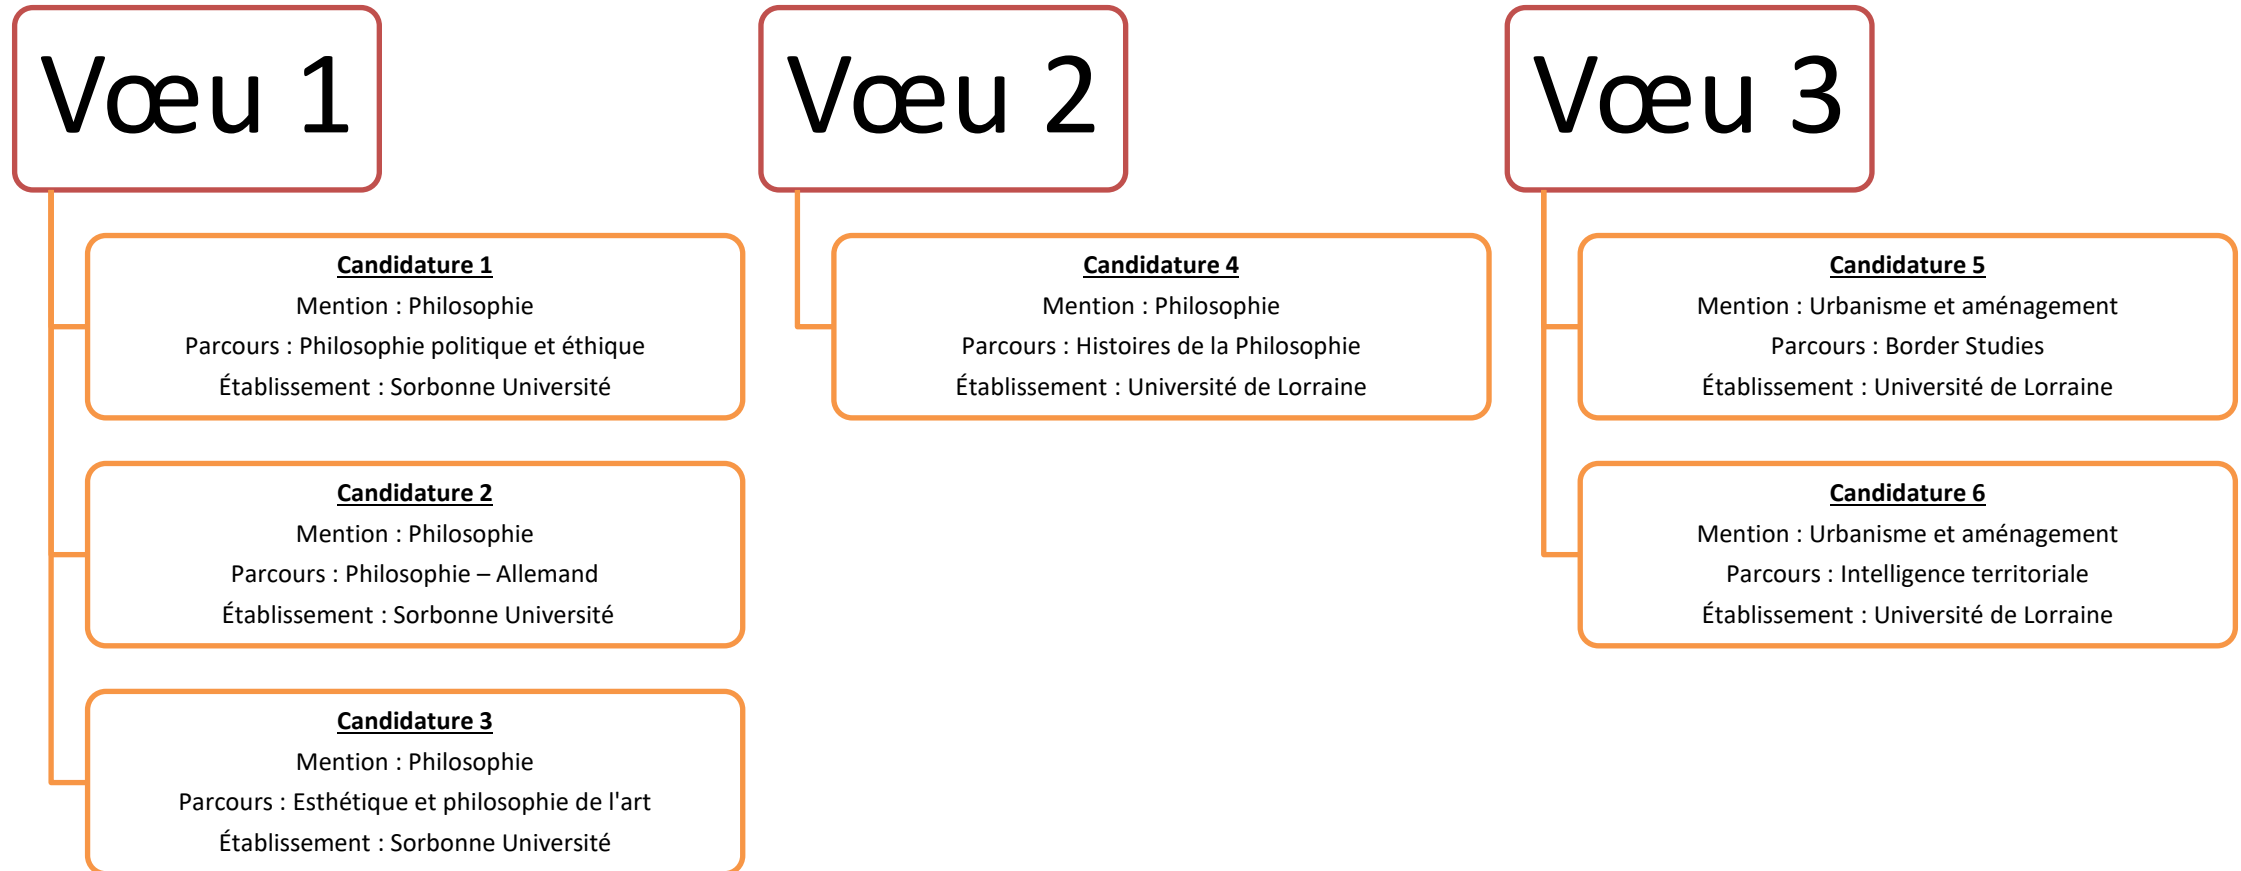 Vœu 1
Candidature 1
Mention : Philosophie
Parcours : Philosophie politique et éthique
Établissement : Sorbonne Université
Candidature 2
Mention : Philosophie
Parcours : Philosophie – Allemand
Établissement : Sorbonne Université
Candidature 3
Mention : Philosophie
Parcours : Esthétique et philosophie de l'art
Établissement : Sorbonne Université
Vœu 2
Candidature 4
Mention : Philosophie
Parcours : Histoires de la Philosophie
Établissement : Université de Lorraine
Vœu 3
Candidature 5
Mention : Urbanisme et aménagement
Parcours : Border Studies
Établissement : Université de Lorraine
Candidature 6
Mention : Urbanisme et aménagement
Parcours : Intelligence territoriale
Établissement : Université de Lorraine